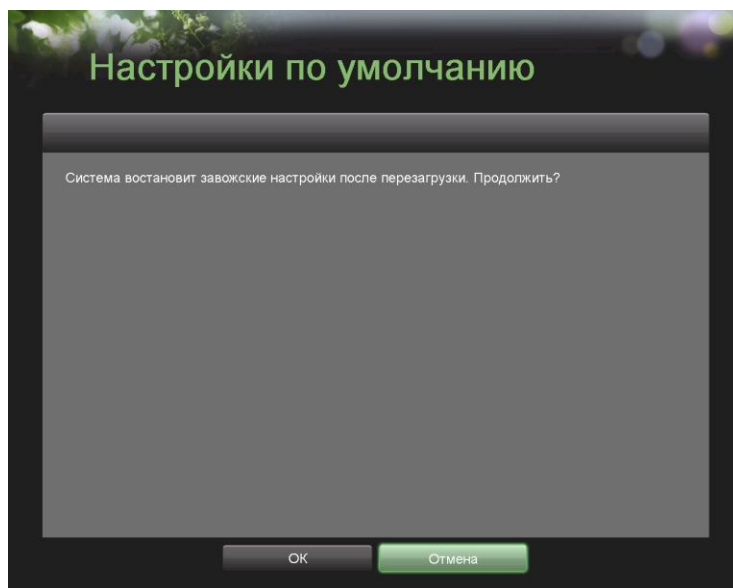 Настройки по умолчанию
Система востановит завожские настройки после перезагрузки. Продолжить?
OK
Отмена